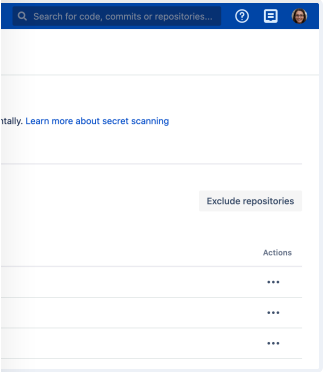 Search for code, commits or repositories...
ntally. Learn more about secret scanning
Exclude repositories
Actions